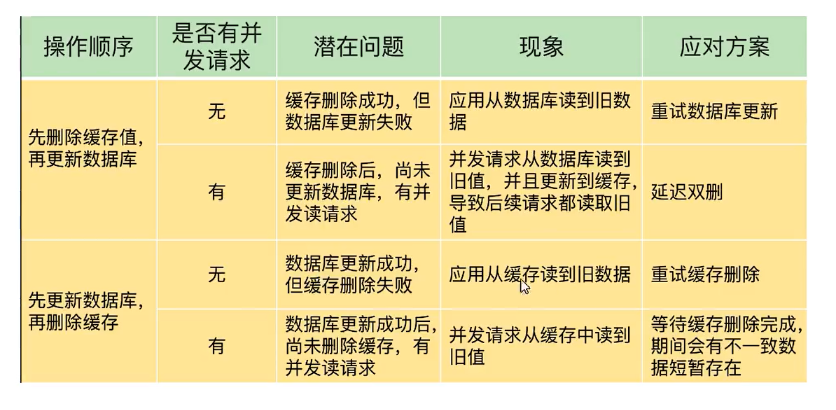 操作顺序
是否有并
发请求
潜在问题
现象
应对方案
先删除缓存值，
再更新数据库
无
缓存删除成功，但
数据库更新失败
应用从数据库读到旧数
据
重试数据库更新
有
缓存删除后，尚未
更新数据库，有并
发读请求
并发请求从数据库读到
旧值，并且更新到缓存，
导致后续请求都读取旧
值
延迟双删
先更新数据库，
再删除缓存
无
数据库更新成功，
但缓存删除失败
应用从缓存读到旧数据
重试缓存删除
有
数据库更新成功后，
尚未删除缓存，有
并发读请求
并发请求从缓存中读到
旧值
等待缓存删除完成，
期间会有不一致数
据短暂存在